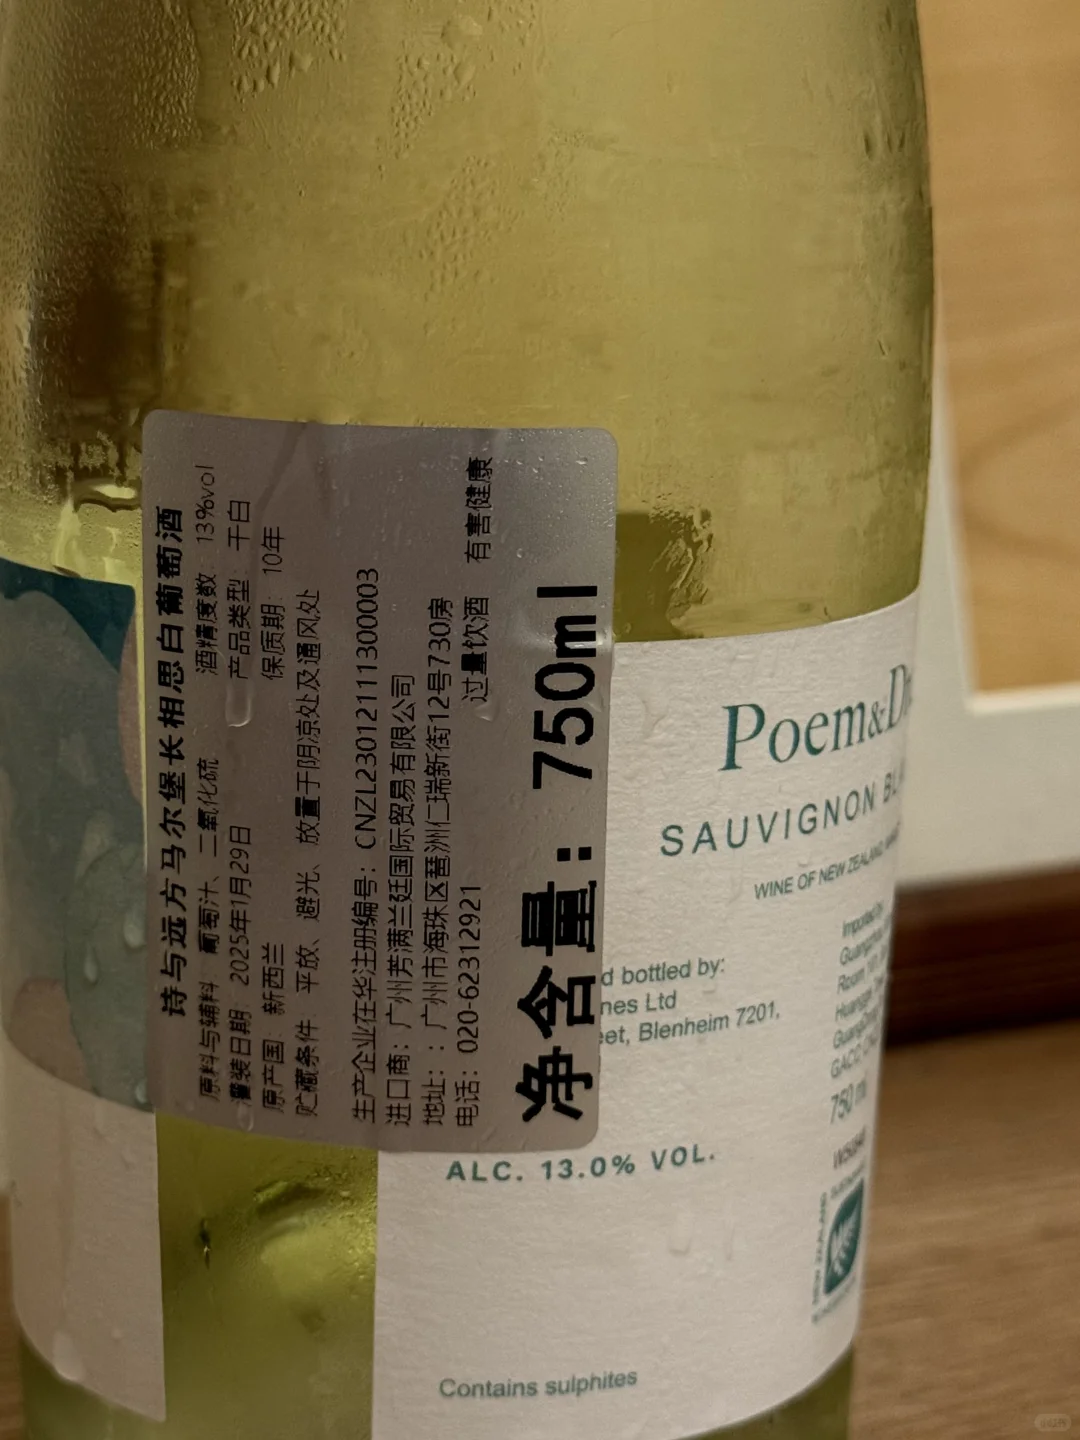 诗与远方马尔堡长相思白葡萄酒
原料与辅料: 葡萄汁、二氧化硫 酒精度数: 13%vol
灌装日期: 2025年1月29日 产品类型: 干白
原产国: 新西兰 保质期: 10年
贮藏条件: 平放、避光、放置于阴凉处及通风处
生产企业在华注册编号: CNZL23012111300003
进口商: 广州芳满兰廷国际贸易有限公司
地址: : 广州市海珠区琶洲仁瑞新街12号730房
电话: 020-62312921 过量饮酒 有害健康
净含量: 750ml
Poem&
SAUVIGNON
WINE OF NEW ZEALAND
d bottled by:
nes Ltd
eet, Blenheim 7201,
Imported by
Room
750 ml
ALC. 13.0% VOL.
NEW ZEALAND
Contains sulphites